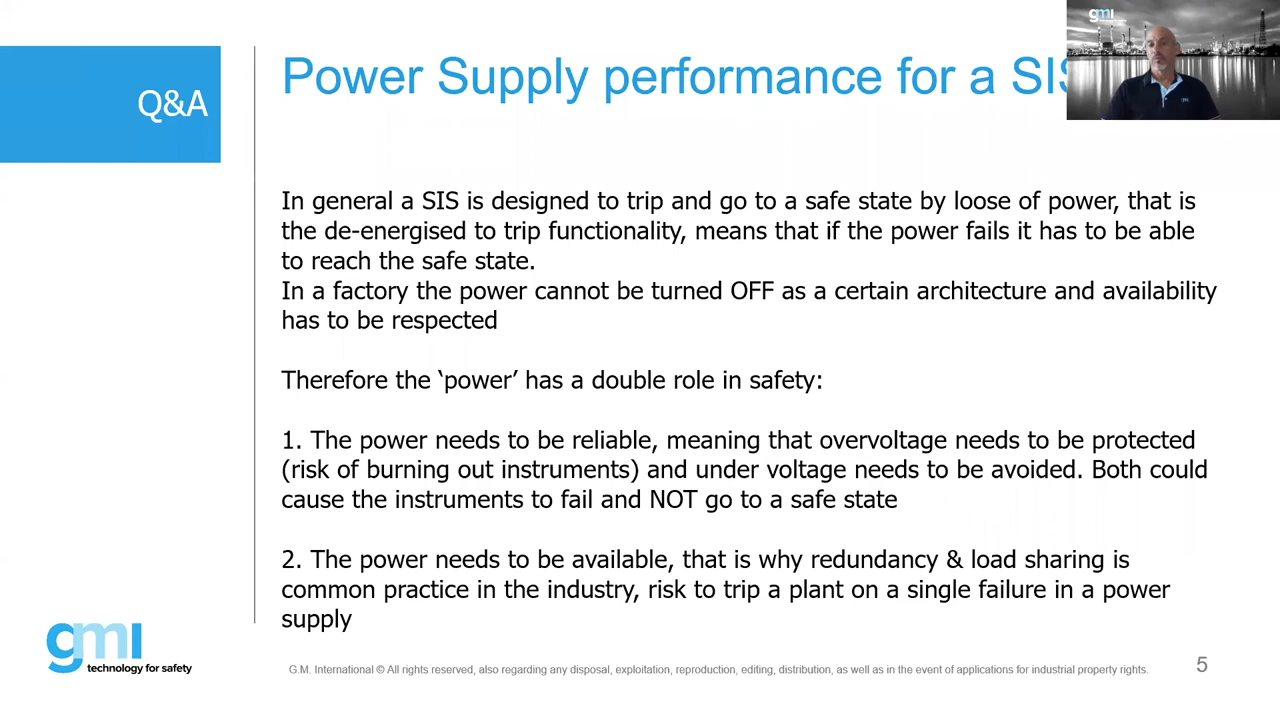 Q&A
Power Supply performance for a SIS
gmi
In general a SIS is designed to trip and go to a safe state by loose of power, that is
the de-energised to trip functionality, means that if the power fails it has to be able
to reach the safe state.
In a factory the power cannot be turned OFF as a certain architecture and availability
has to be respected
Therefore the ‘power’ has a double role in safety:
1. The power needs to be reliable, meaning that overvoltage needs to be protected
(risk of burning out instruments) and under voltage needs to be avoided. Both could
cause the instruments to fail and NOT go to a safe state
2. The power needs to be available, that is why redundancy & load sharing is
common practice in the industry, risk to trip a plant on a single failure in a power
supply
gmi
technology for safety
G.M. International © All rights reserved, also regarding any disposal, exploitation, reproduction, editing, distribution, as well as in the event of applications for industrial property rights.
5